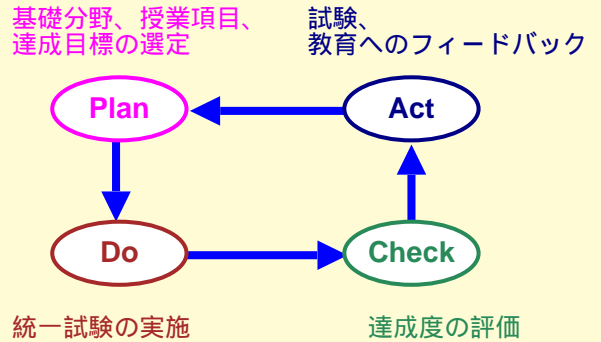 基礎分野、授業項目、
達成目標の選定
試験、
教育へのフィードバック
Plan
Act
Do
Check
統一試験の実施
達成度の評価